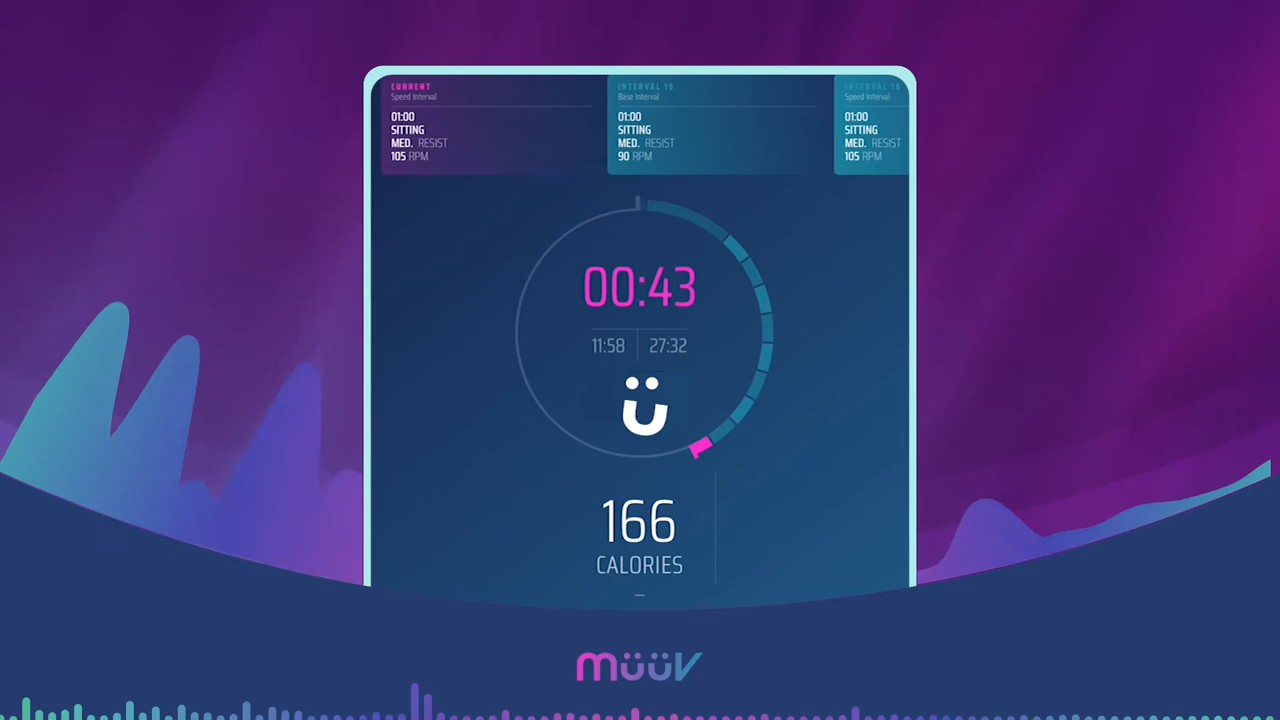 CURRENT
Speed Interval
01:00
SITTING
MED. RESIST
105 RPM
INTERVAL 15
Base Interval
01:00
SITTING
MED. RESIST
90 RPM
INTERVAL 16
Speed Interval
01:00
SITTING
MED. RESIST
105 RPM
00:43
11:58 27:32
166
CALORIES
müüv